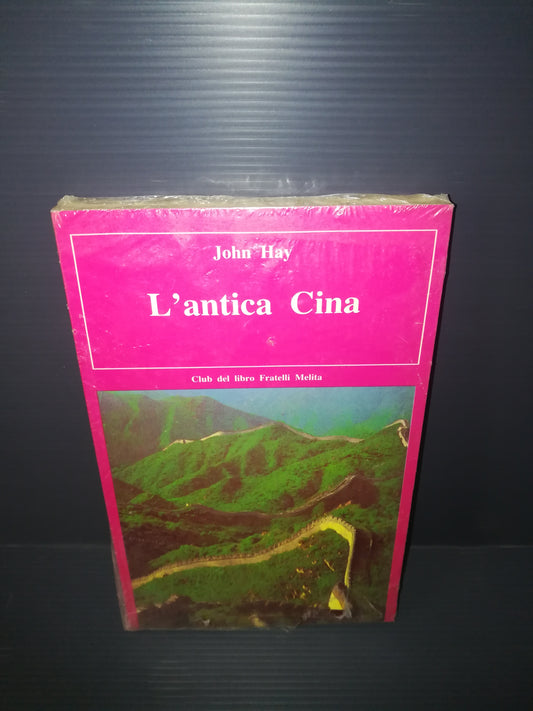 John Hay
L'antica Cina
Club del libro Fratelli Melita